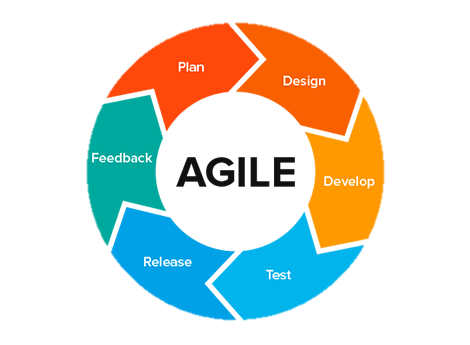 Plan
Design
Feedback
AGILE
Develop
Release
Test